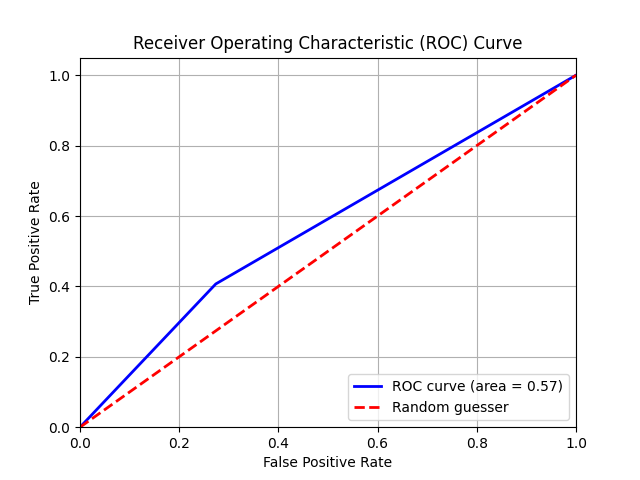 Receiver Operating Characteristic (ROC) Curve
True Positive Rate
1.0
0.8
0.6
0.4
0.2
0.0
0.0 0.2 0.4 0.6 0.8 1.0
False Positive Rate
ROC curve (area = 0.57)
Random guesser